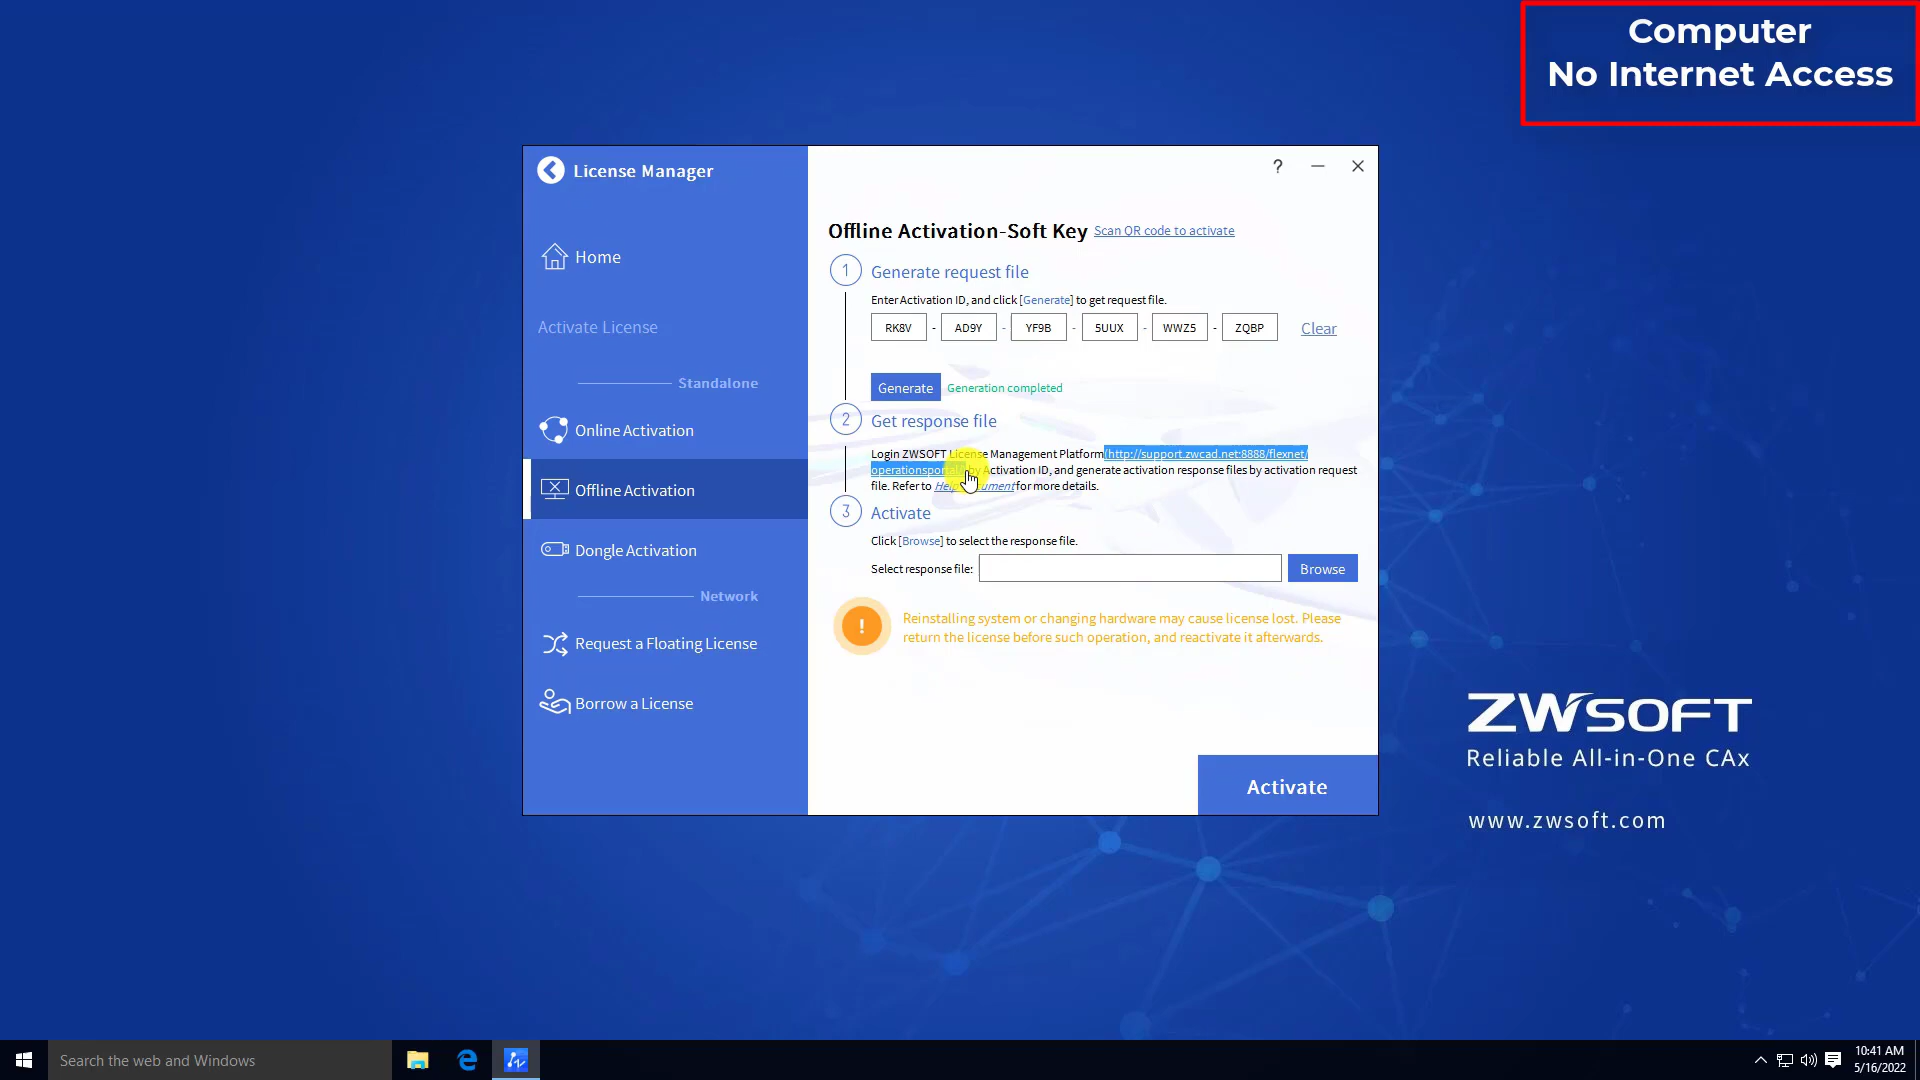 Computer
No Internet Access
License Manager
Home
Activate License
Standalone
Online Activation
Offline Activation
Dongle Activation
Network
Request a Floating License
Borrow a License
?
Offline Activation-Soft Key Scan QR code to activate
1 Generate request file
Enter Activation ID, and click [Generate] to get request file.
RK8V - AD9Y - YF9B - 5UUX - WWZ5 - ZQBP Clear
Generate Generation completed
2 Get response file
Login ZWSOFT License Management Platform(http://support.zwcad.net:8888/flexnet/
operationsportal) by Activation ID, and generate activation response files by activation request
file. Refer to Help for more details.
3 Activate
Click [Browse] to select the response file.
Select response file: Browse
! Reinstalling system or changing hardware may cause license lost. Please
return the license before such operation, and reactivate it afterwards.
Activate
ZWSOFT
Reliable All-in-One CAx
www.zwsoft.com
Search the web and Windows
10:41 AM
5/16/2022